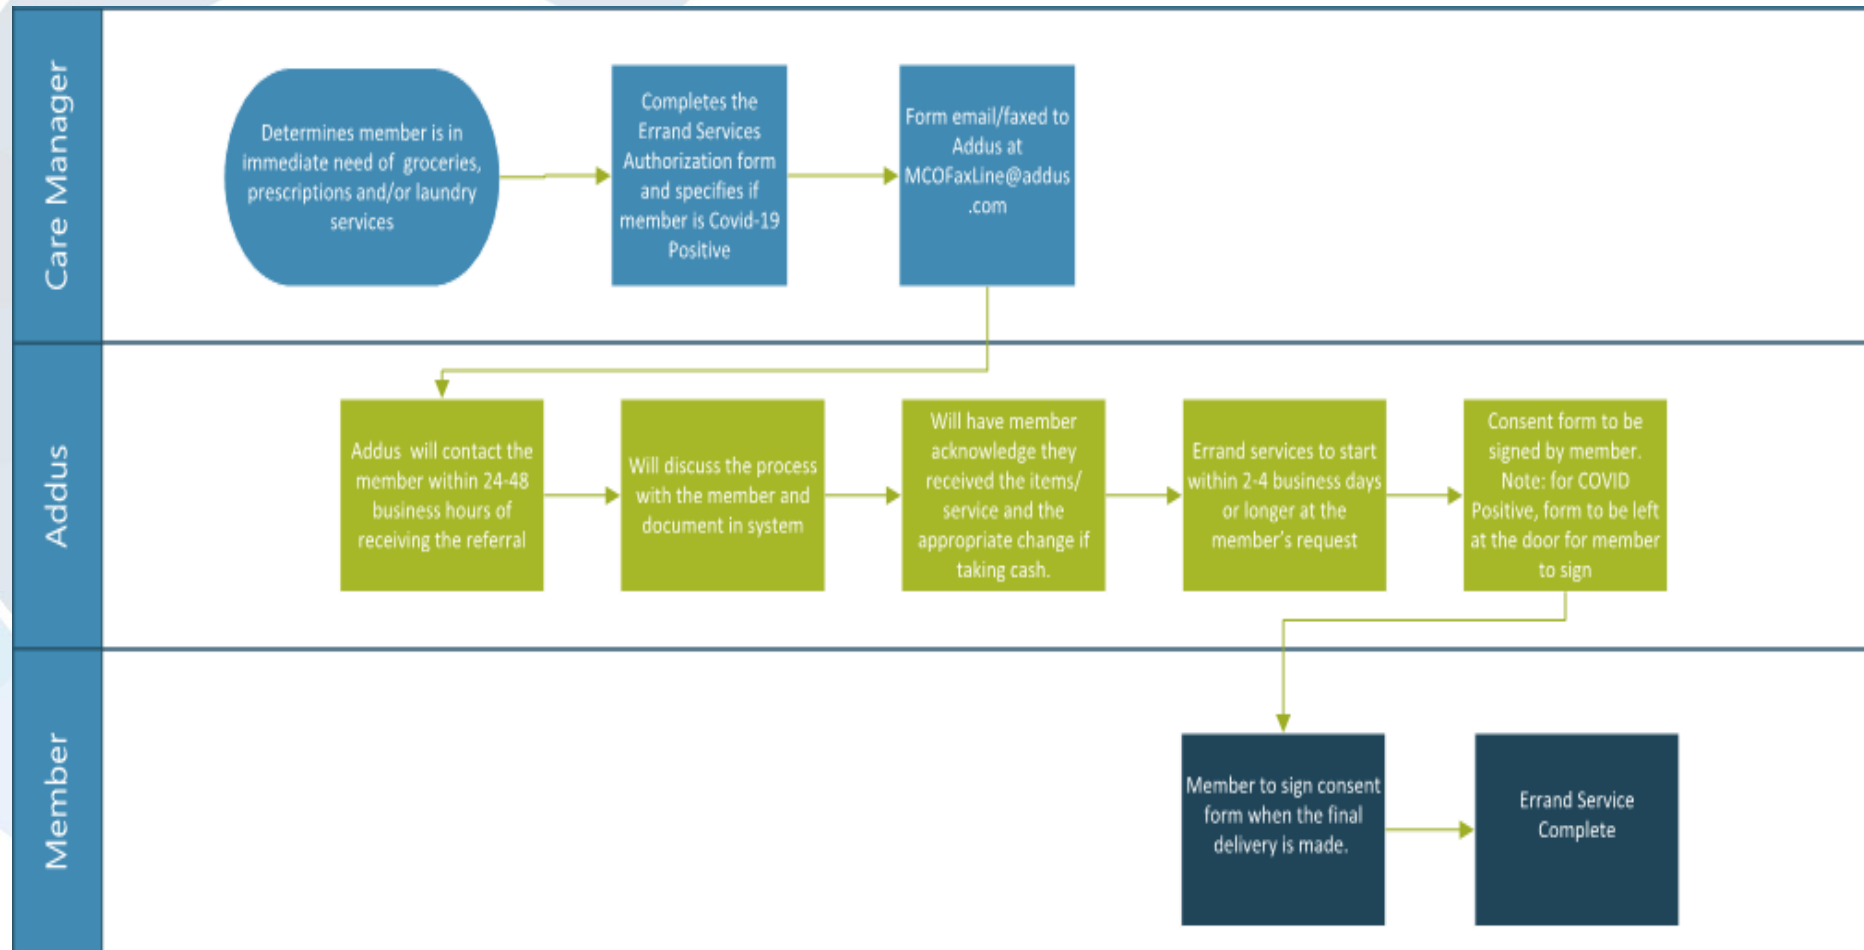 Care Manager
Determines member is in
immediate need of groceries,
prescriptions and/or laundry
services
Completes the
Errand Services
Authorization form
and specifies if
member is Covid-19
Positive
Form email/faxed to
Addus at
MCOFaxLine@addus
.com
Addus
Addus will contact the
member within 24-48
business hours of
receiving the referral
Will discuss the process
with the member and
document in system
Will have member
acknowledge they
received the items/
service and the
appropriate change if
taking cash.
Errand services to start
within 2-4 business days
or longer at the
member's request
Consent form to be
signed by member.
Note: for COVID
Positive, form to be left
at the door for member
to sign
Member
Member to sign consent
form when the final
delivery is made.
Errand Service
Complete